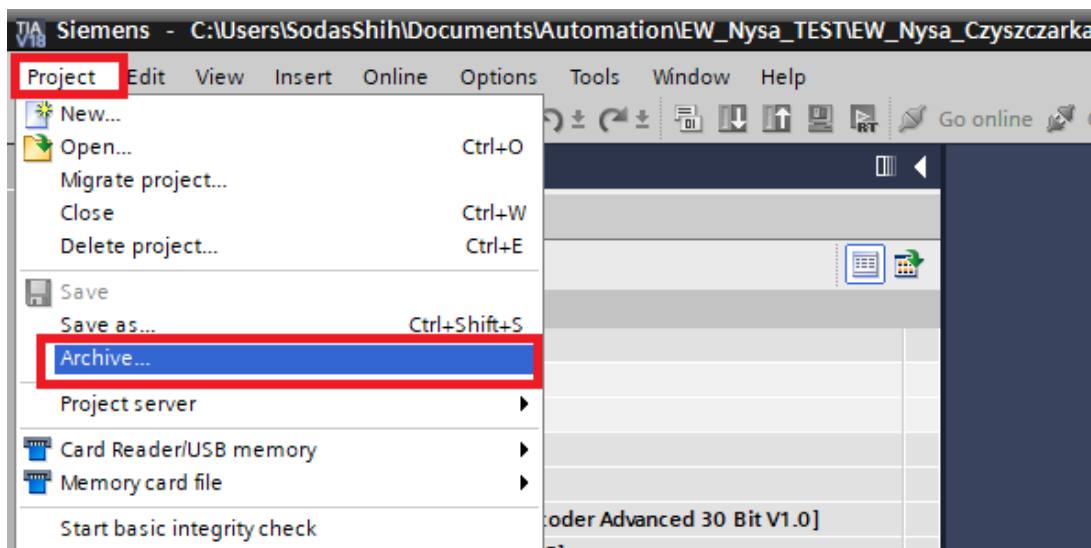 TIA V18 Siemens - C:\Users\SodasShih\Documents\Automation\EW_Nysa_TEST\EW_Nysa_Czyszczarka
Project Edit View Insert Online Options Tools Window Help
New...
Go online
Open... Ctrl+O
Migrate project...
Close Ctrl+W
Delete project... Ctrl+E
Save
Save as... Ctrl+Shift+S
Archive...
Project server
Card Reader/USB memory
Memory card file
Start basic integrity check
coder Advanced 30 Bit V1.0]